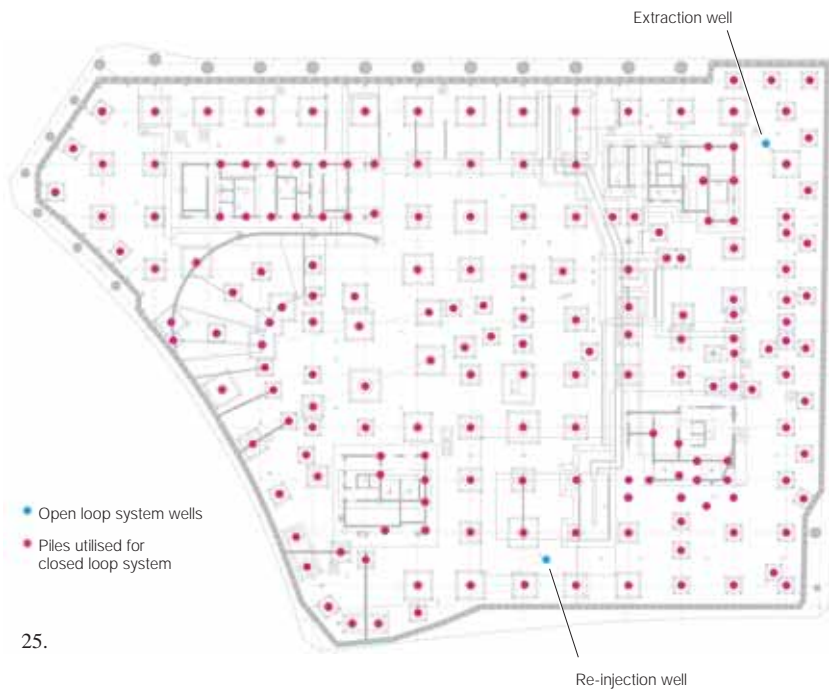 Extraction well
Open loop system wells
Piles utilised for
closed loop system
25.
Re-injection well